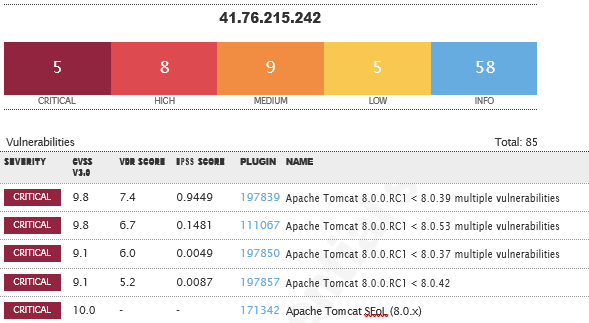 41.76.215.242
5 8 9 5 58
CRITICAL HIGH MEDIUM LOW INFO
Vulnerabilities Total: 85
SEVERITY CVSS V3.0 VDR SCORE EPSS SCORE PLUGIN NAME
CRITICAL 9.8 7.4 0.9449 197839 Apache Tomcat 8.0.0.RC1 < 8.0.39 multiple vulnerabilities
CRITICAL 9.8 6.7 0.1481 111067 Apache Tomcat 8.0.0.RC1 < 8.0.53 multiple vulnerabilities
CRITICAL 9.1 6.0 0.0049 197850 Apache Tomcat 8.0.0.RC1 < 8.0.37 multiple vulnerabilities
CRITICAL 9.1 5.2 0.0087 197857 Apache Tomcat 8.0.0.RC1 < 8.0.42
CRITICAL 10.0 - - 171342 Apache Tomcat SEoL (8.0.x)